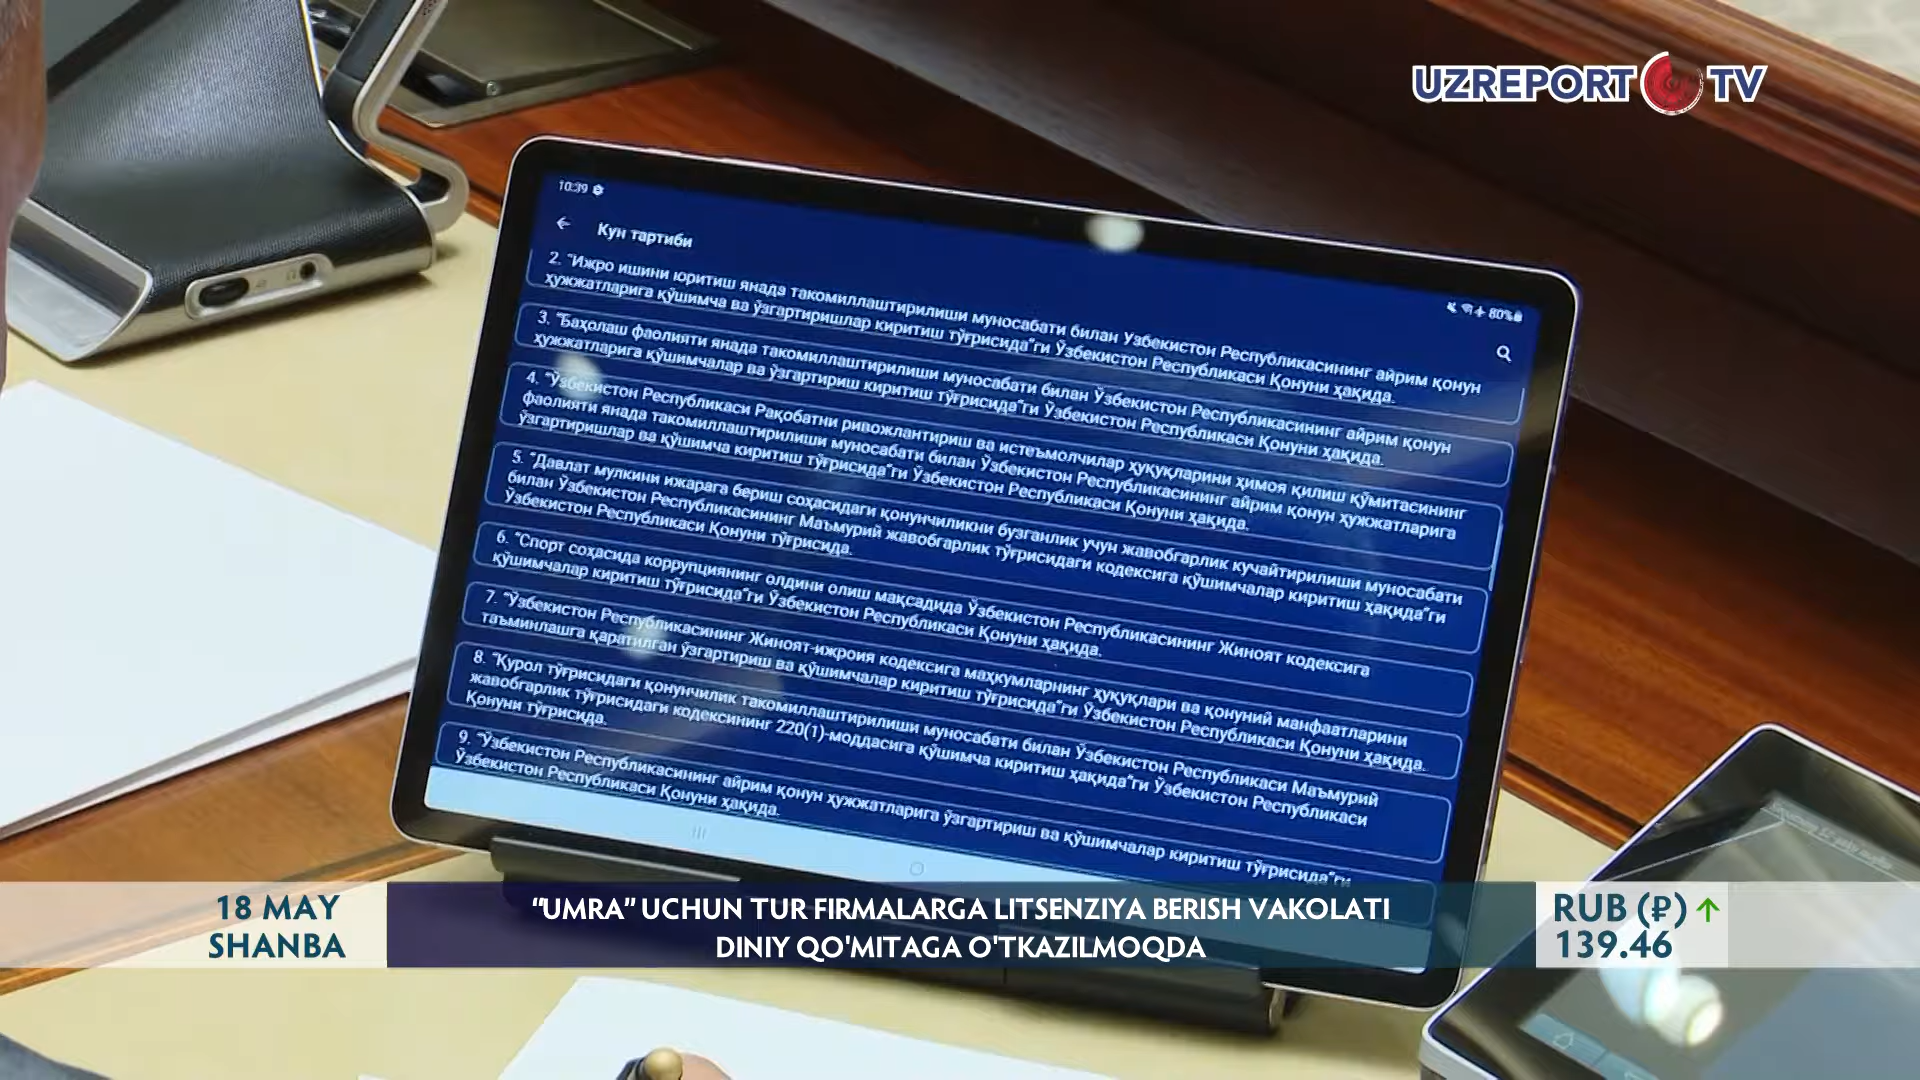 UZREPORT TV
10:39
80%
Кун тартиби
2. "Ижро ишини юритиш янада такомиллаштирилиши муносабати билан Ўзбекистон Республикасининг айрим қонун
ҳужжатларига қўшимча ва ўзгартиришлар киритиш тўғрисида"ги Ўзбекистон Республикаси Қонуни ҳақида.
3. "Баҳолаш фаолияти янада такомиллаштирилиши муносабати билан Ўзбекистон Республикасининг айрим қонун
ҳужжатларига қўшимчалар ва ўзгартириш киритиш тўғрисида"ги Ўзбекистон Республикаси Қонуни ҳақида.
4. "Ўзбекистон Республикаси Рақобатни ривожлантириш ва истеъмолчилар ҳуқуқларини ҳимоя қилиш қўмитасининг
фаолияти янада такомиллаштирилиши муносабати билан Ўзбекистон Республикасининг айрим қонун ҳужжатларига
ўзгартиришлар ва қўшимча киритиш тўғрисида"ги Ўзбекистон Республикаси Қонуни ҳақида.
5. "Давлат мулкини ижарага бериш соҳасидаги қонунчиликни бузганлик учун жавобгарлик кучайтирилиши муносабати
билан Ўзбекистон Республикасининг Маъмурий жавобгарлик тўғрисидаги кодексига қўшимчалар киритиш ҳақида"ги
Ўзбекистон Республикаси Қонуни тўғрисида.
6. "Спорт соҳасида коррупциянинг олдини олиш мақсадида Ўзбекистон Республикасининг Жиноят кодексига
қўшимчалар киритиш тўғрисида"ги Ўзбекистон Республикаси Қонуни ҳақида.
7. "Ўзбекистон Республикасининг Жиноят-ижроия кодексига маҳкумларнинг ҳуқуқлари ва қонуний манфаатларини
таъминлашга қаратилган ўзгартириш ва қўшимчалар киритиш тўғрисида"ги Ўзбекистон Республикаси Қонуни ҳақида.
8. "Қурол тўғрисидаги қонунчилик такомиллаштирилиши муносабати билан Ўзбекистон Республикаси Маъмурий
жавобгарлик тўғрисидаги кодексининг 220(1)-моддасига қўшимча киритиш ҳақида"ги Ўзбекистон Республикаси
Қонуни тўғрисида.
9. "Ўзбекистон Республикасининг айрим қонун ҳужжатларига ўзгартириш ва қўшимчалар киритиш тўғрисида"ги
Ўзбекистон Республикаси Қонуни ҳақида.
18 MAY
SHANBA
“UMRA” UCHUN TUR FIRMALARGA LITSENZIYA BERISH VAKOLATI
DINIY QO'MITAGA O'TKAZILMOQDA
RUB (₽)
139.46